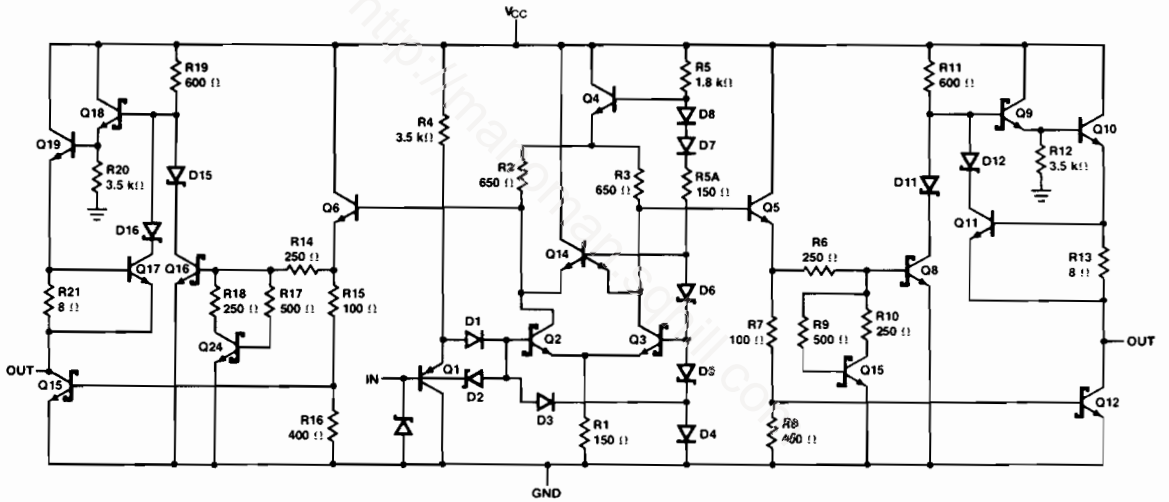 VCC
R19
600 Ω
Q18
Q19
R20
3.5 kΩ
D15
D16
Q17
Q16
R21
8 Ω
R18
250 Ω
R17
500 Ω
R14
250 Ω
R15
100 Ω
Q24
OUT
Q15
R16
400 Ω
Q6
R4
3.5 kΩ
IN
Q1
D1
D2
D3
Q2
Q3
R1
150 Ω
Q4
R2
650 Ω
R3
650 Ω
Q14
R5
1.8 kΩ
D8
D7
R5A
150 Ω
D6
D4
Q5
R6
250 Ω
R7
100 Ω
R9
500 Ω
R10
250 Ω
Q15
Q8
R11
600 Ω
D11
D12
Q11
Q9
R12
3.5 kΩ
Q10
R13
8 Ω
OUT
Q12
GND